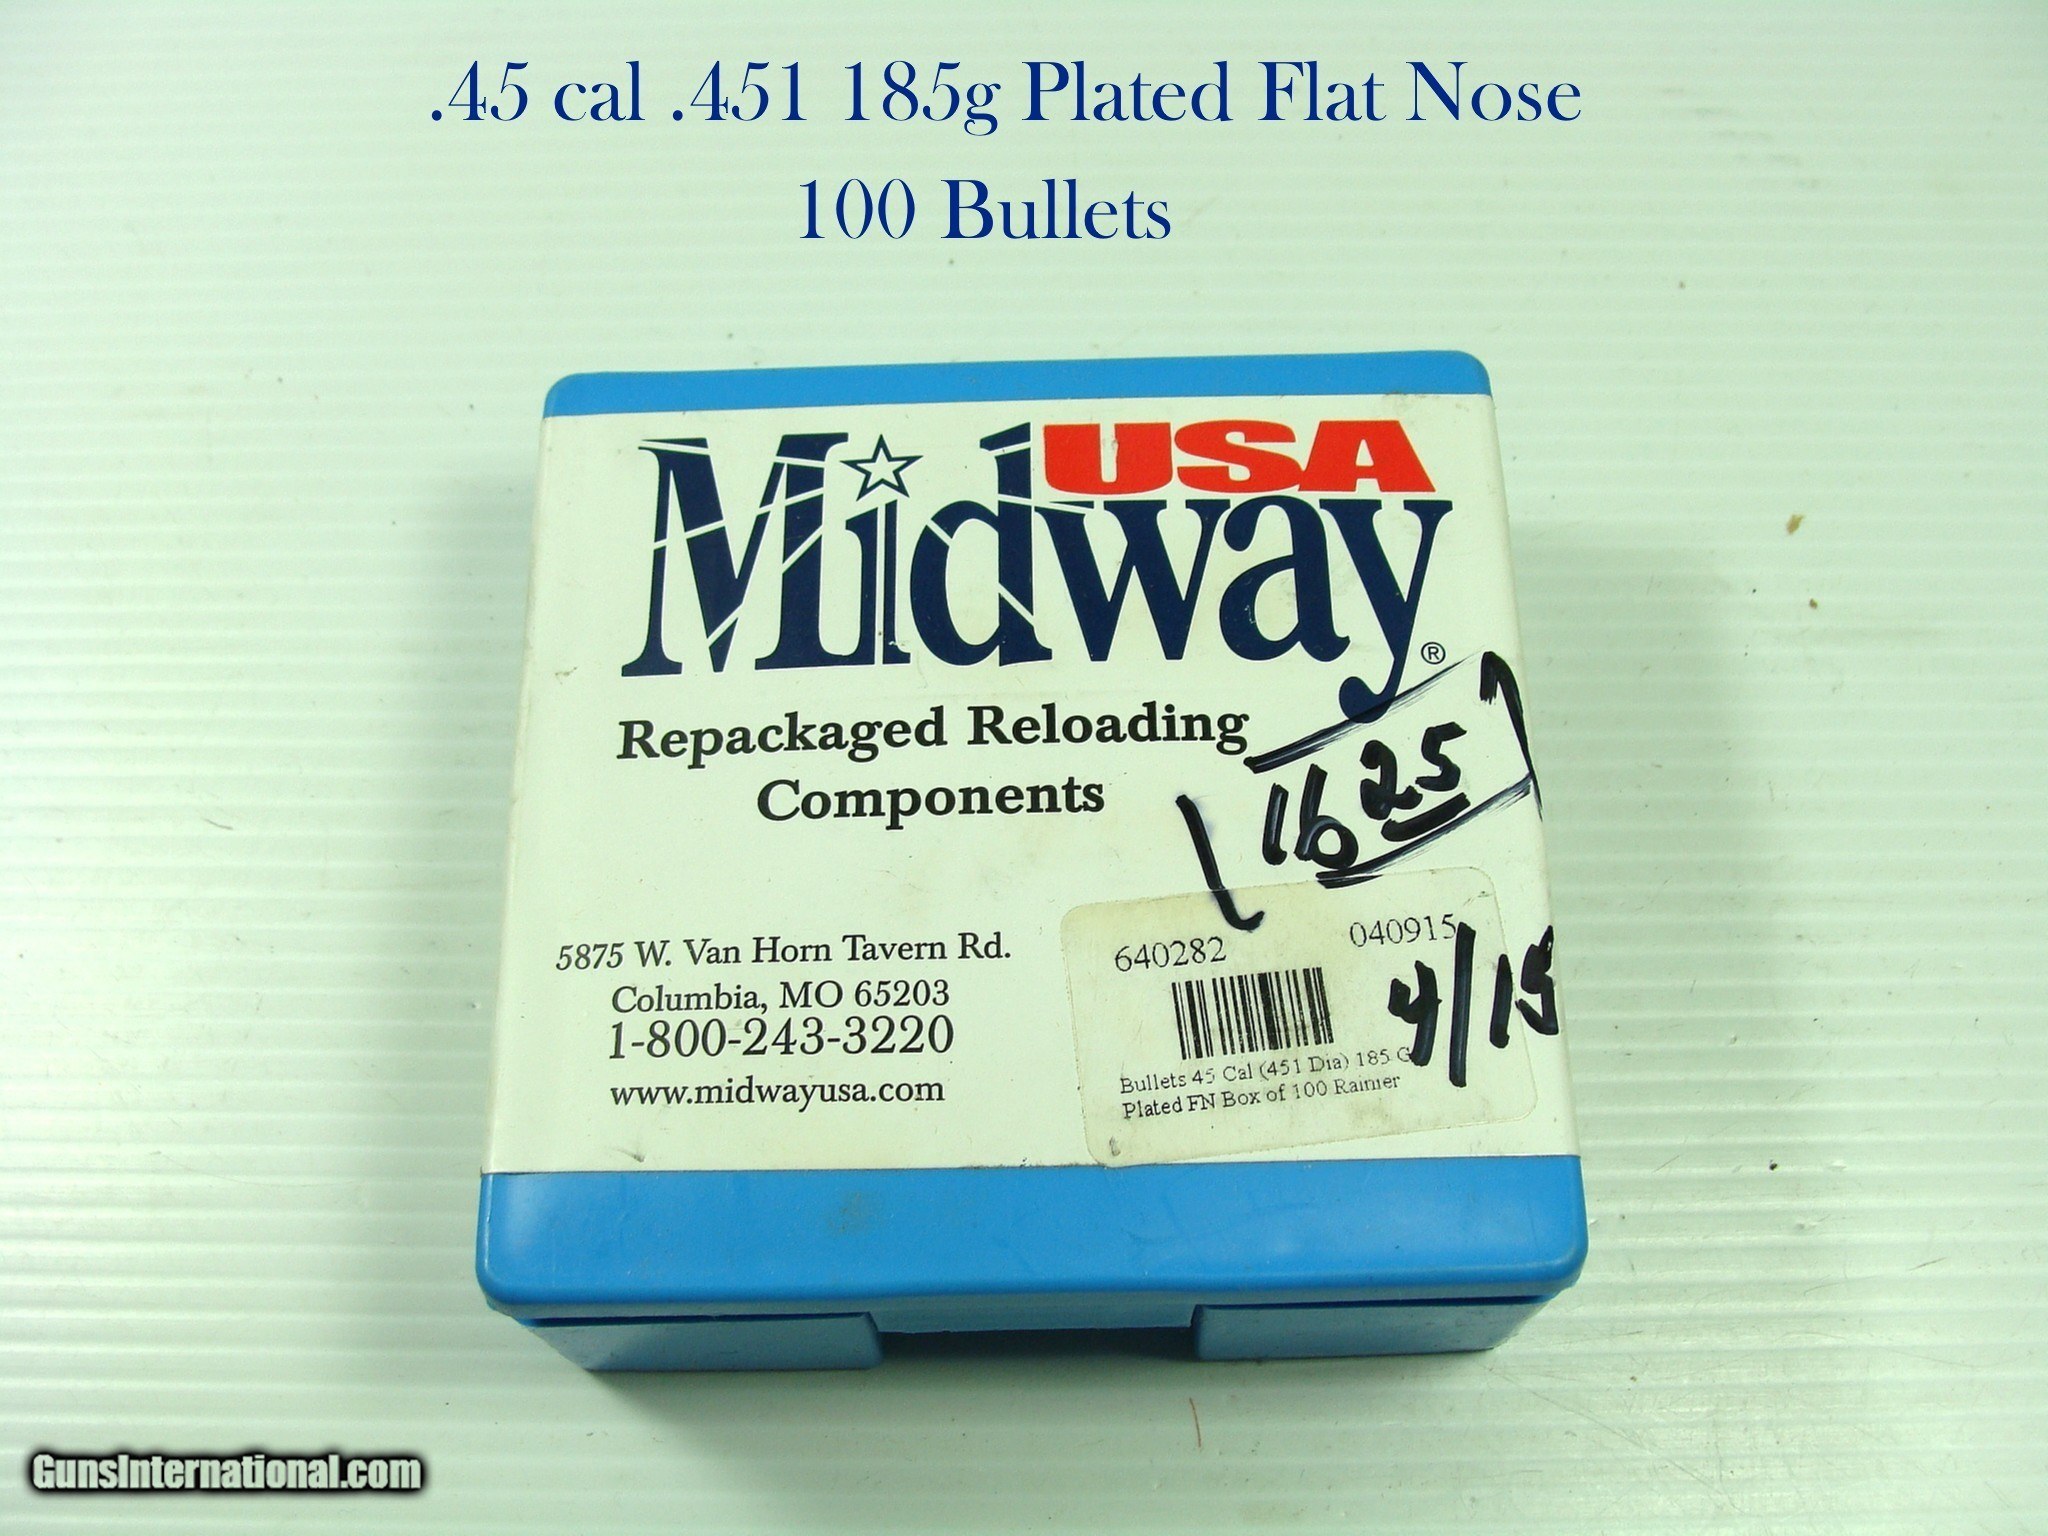 .45 cal .451 185g Plated Flat Nose
100 Bullets
Midway USA ®
Repackaged Reloading
Components
16 25
5875 W. Van Horn Tavern Rd.
Columbia, MO 65203
1-800-243-3220
www.midwayusa.com
640282 040915
4/15
Bullets 45 Cal (451 Dia) 185 G
Plated FN Box of 100 Rainier
GunsInternational.com